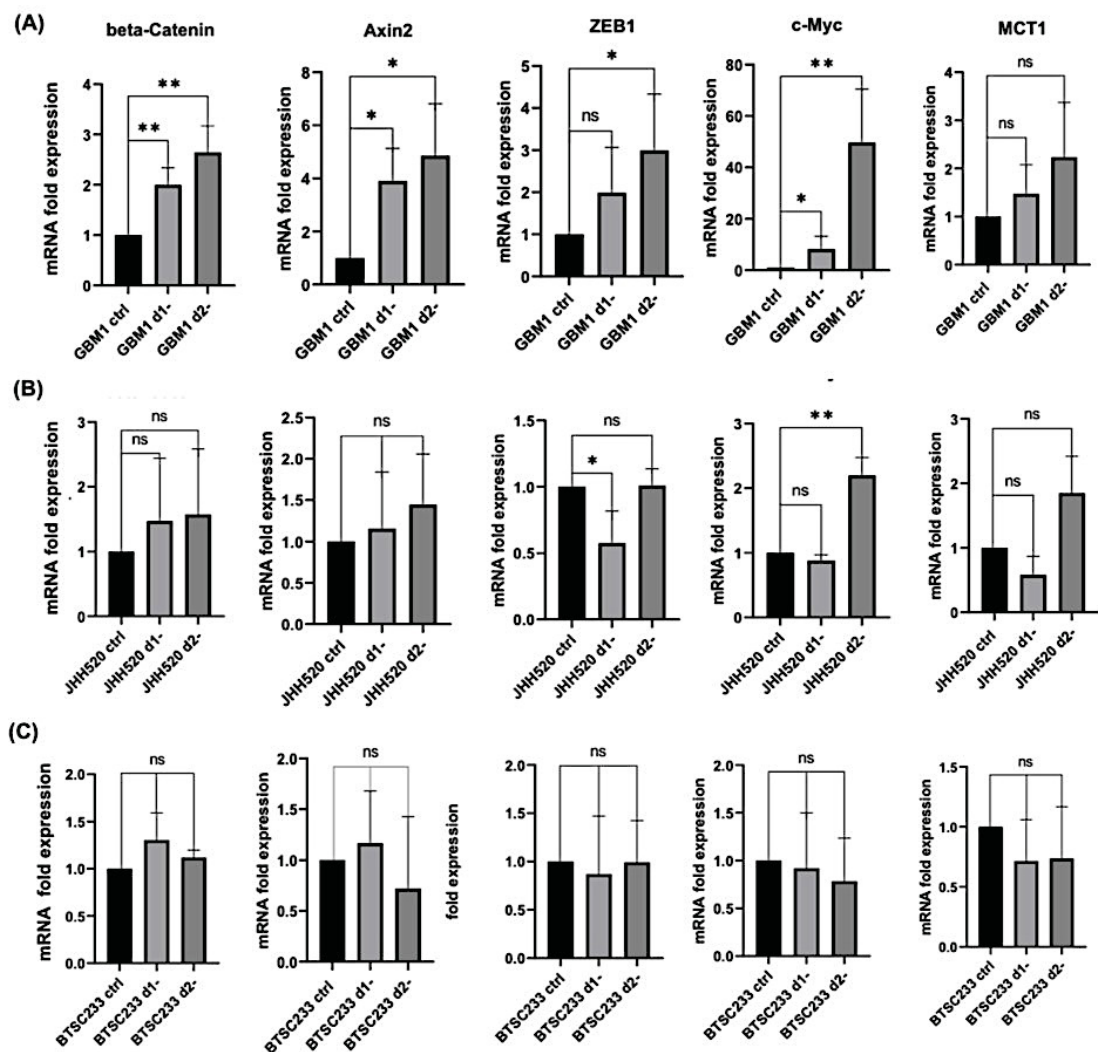 (A)
beta-Catenin
Axin2
ZEB1
c-Myc
MCT1
mRNA fold expression
4
3
2
1
0
**
**
GBM1 ctrl
GBM1 d1-
GBM1 d2-
mRNA fold expression
8
6
4
2
0
*
*
GBM1 ctrl
GBM1 d1-
GBM1 d2-
mRNA fold expression
5
4
3
2
1
0
*
ns
GBM1 ctrl
GBM1 d1-
GBM1 d2-
mRNA fold expression
80
60
40
20
0
**
*
GBM1 ctrl
GBM1 d1-
GBM1 d2-
mRNA fold expression
4
3
2
1
0
ns
ns
GBM1 ctrl
GBM1 d1-
GBM1 d2-
(B)
mRNA fold expression
3
2
1
0
ns
ns
JHH520 ctrl
JHH520 d1-
JHH520 d2-
mRNA fold expression
2.5
2.0
1.5
1.0
0.5
0.0
ns
JHH520 ctrl
JHH520 d1-
JHH520 d2-
mRNA fold expression
1.5
1.0
0.5
0.0
ns
*
JHH520 ctrl
JHH520 d1-
JHH520 d2-
mRNA fold expression
3
2
1
0
**
ns
JHH520 ctrl
JHH520 d1-
JHH520 d2-
mRNA fold expression
3
2
1
0
ns
ns
JHH520 ctrl
JHH520 d1-
JHH520 d2-
(C)
mRNA fold expression
2.0
1.5
1.0
0.5
0.0
ns
BTSC233 ctrl
BTSC233 d1-
BTSC233 d2-
mRNA fold expression
2.0
1.5
1.0
0.5
0.0
ns
BTSC233 ctrl
BTSC233 d1-
BTSC233 d2-
fold expression
2.0
1.5
1.0
0.5
0.0
ns
BTSC233 ctrl
BTSC233 d1-
BTSC233 d2-
mRNA fold expression
2.0
1.5
1.0
0.5
0.0
ns
BTSC233 ctrl
BTSC233 d1-
BTSC233 d2-
mRNA fold expression
1.5
1.0
0.5
0.0
ns
BTSC233 ctrl
BTSC233 d1-
BTSC233 d2-